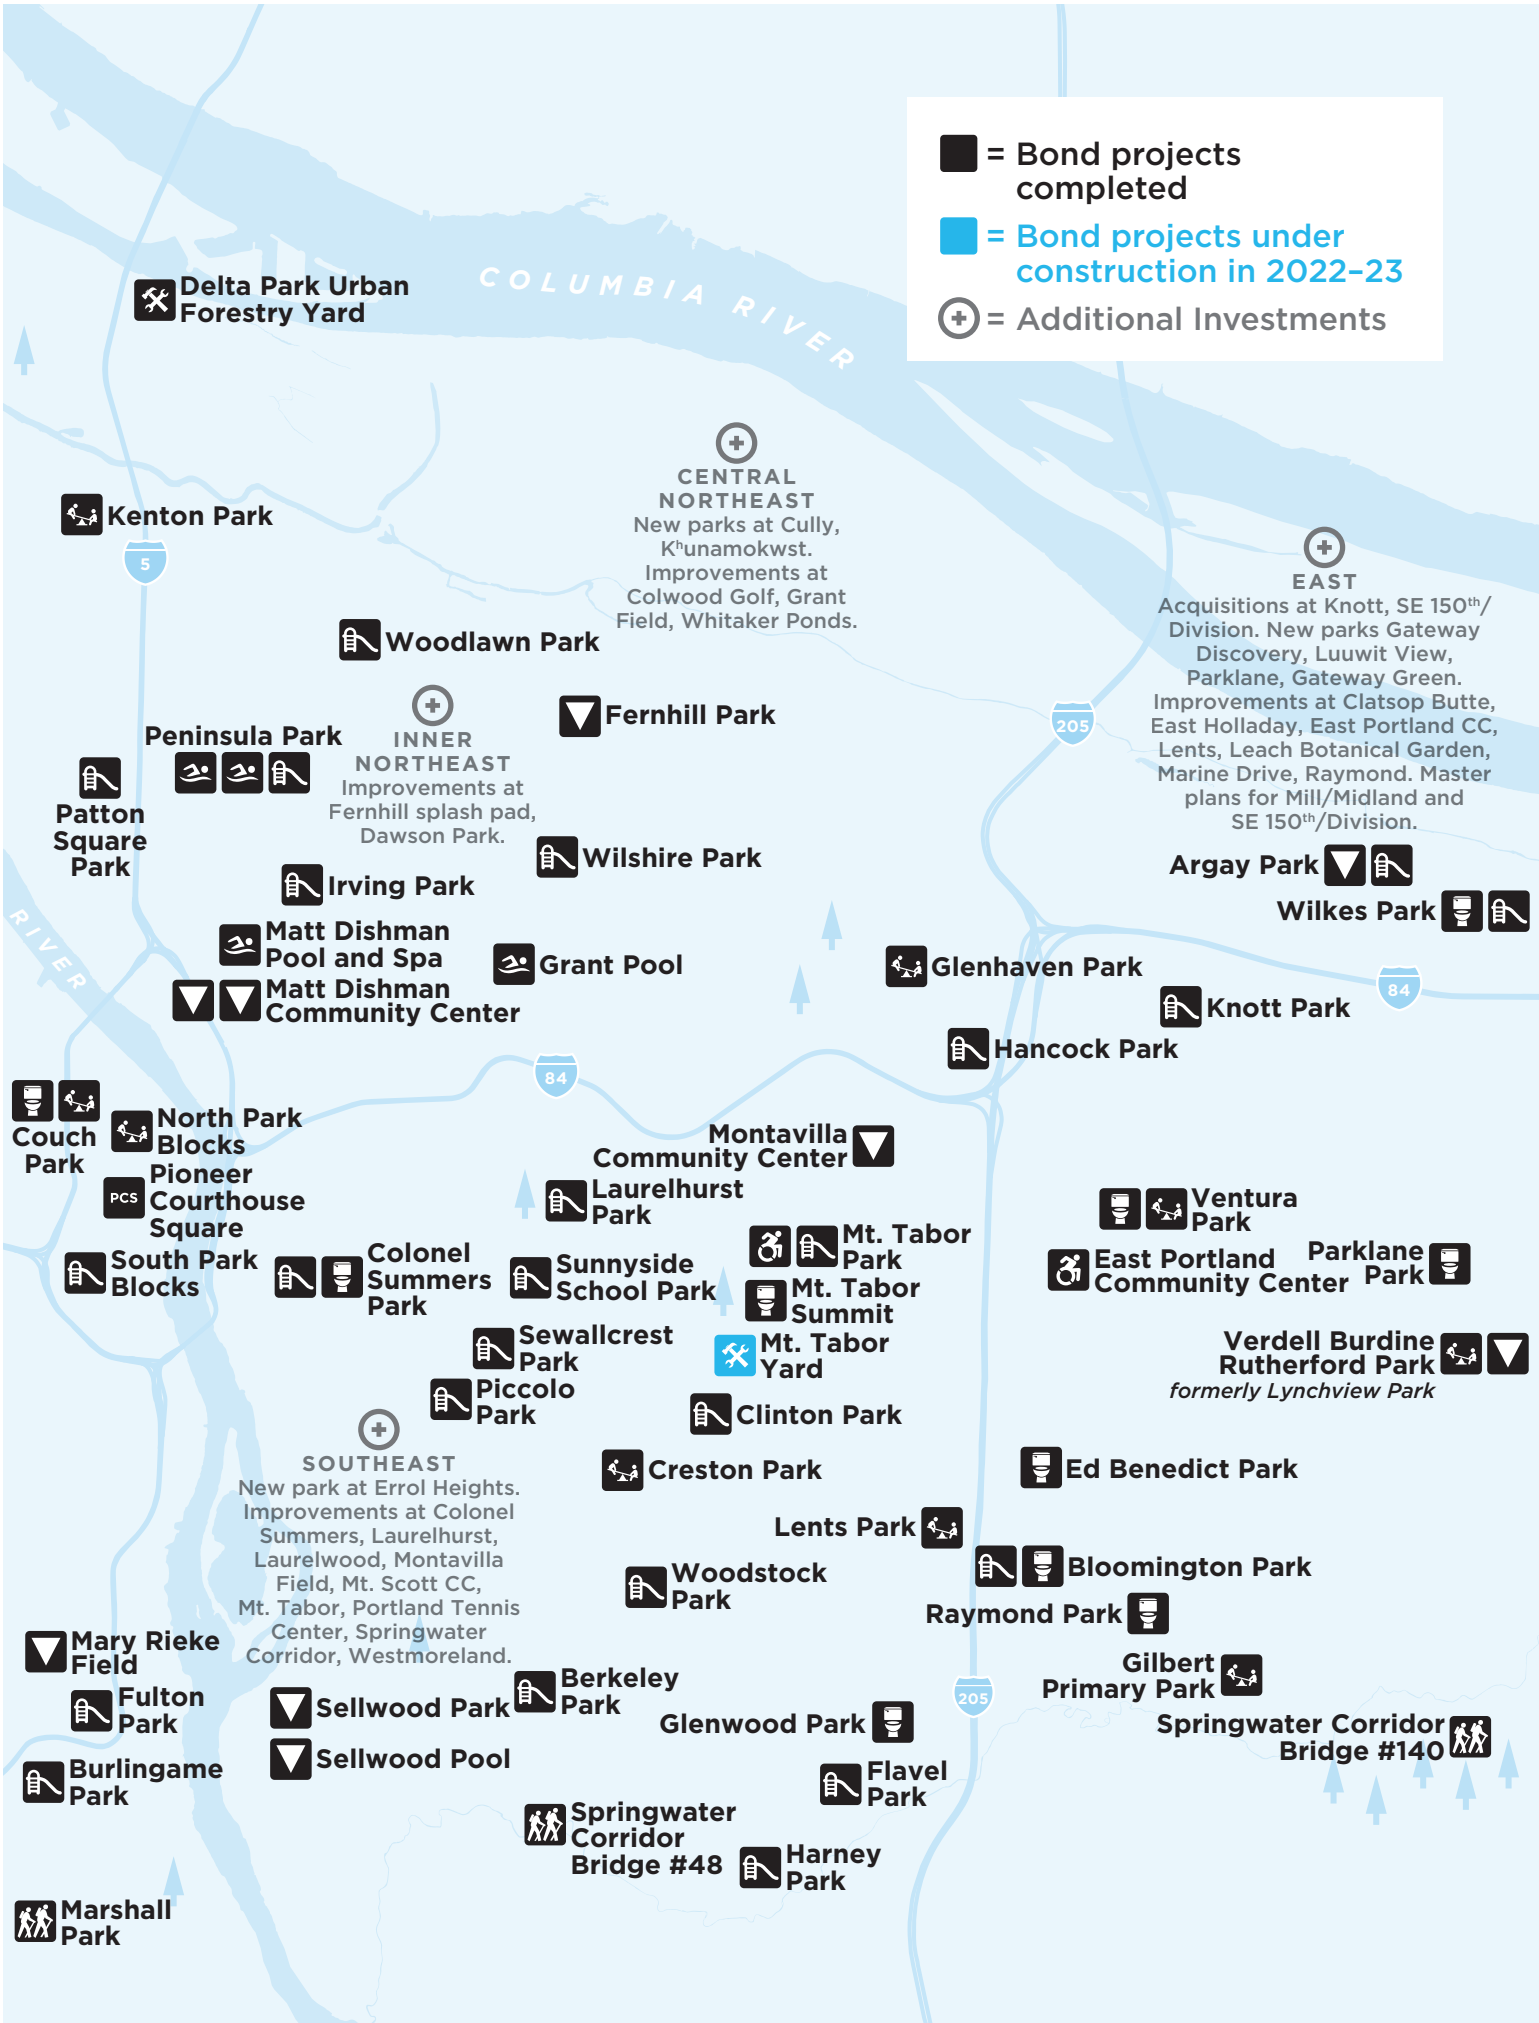 = Bond projects
completed
= Bond projects under
construction in 2022–23
= Additional Investments
Delta Park Urban
Forestry Yard
COLUMBIA RIVER
CENTRAL
NORTHEAST
New parks at Cully,
Kʰunamokwst.
Improvements at
Colwood Golf, Grant
Field, Whitaker Ponds.
Kenton Park
5
EAST
Acquisitions at Knott, SE 150ᵗʰ/
Division. New parks Gateway
Discovery, Luuwit View,
Parklane, Gateway Green.
Improvements at Clatsop Butte,
East Holladay, East Portland CC,
Lents, Leach Botanical Garden,
Marine Drive, Raymond. Master
plans for Mill/Midland and
SE 150ᵗʰ/Division.
Woodlawn Park
Fernhill Park
205
INNER
NORTHEAST
Improvements at
Fernhill splash pad,
Dawson Park.
Peninsula Park
Patton
Square
Park
Wilshire Park
Irving Park
Argay Park
Wilkes Park
RIVER
Matt Dishman
Pool and Spa
Grant Pool
Glenhaven Park
Matt Dishman
Community Center
84
Knott Park
Hancock Park
84
Couch
Park
North Park
Blocks
Pioneer
Courthouse
Square
PCS
Montavilla
Community Center
Laurelhurst
Park
Ventura
Park
Mt. Tabor
Park
South Park
Blocks
Colonel
Summers
Park
Sunnyside
School Park
East Portland
Community Center
Parklane
Park
Mt. Tabor
Summit
Sewallcrest
Park
Mt. Tabor
Yard
Verdell Burdine
Rutherford Park
formerly Lynchview Park
Piccolo
Park
Clinton Park
SOUTHEAST
New park at Errol Heights.
Improvements at Colonel
Summers, Laurelhurst,
Laurelwood, Montavilla
Field, Mt. Scott CC,
Mt. Tabor, Portland Tennis
Center, Springwater
Corridor, Westmoreland.
Creston Park
Ed Benedict Park
Lents Park
Woodstock
Park
Bloomington Park
Raymond Park
Mary Rieke
Field
Gilbert
Primary Park
Berkeley
Park
205
Fulton
Park
Sellwood Park
Glenwood Park
Springwater Corridor
Bridge #140
Sellwood Pool
Burlingame
Park
Flavel
Park
Springwater
Corridor
Bridge #48
Harney
Park
Marshall
Park